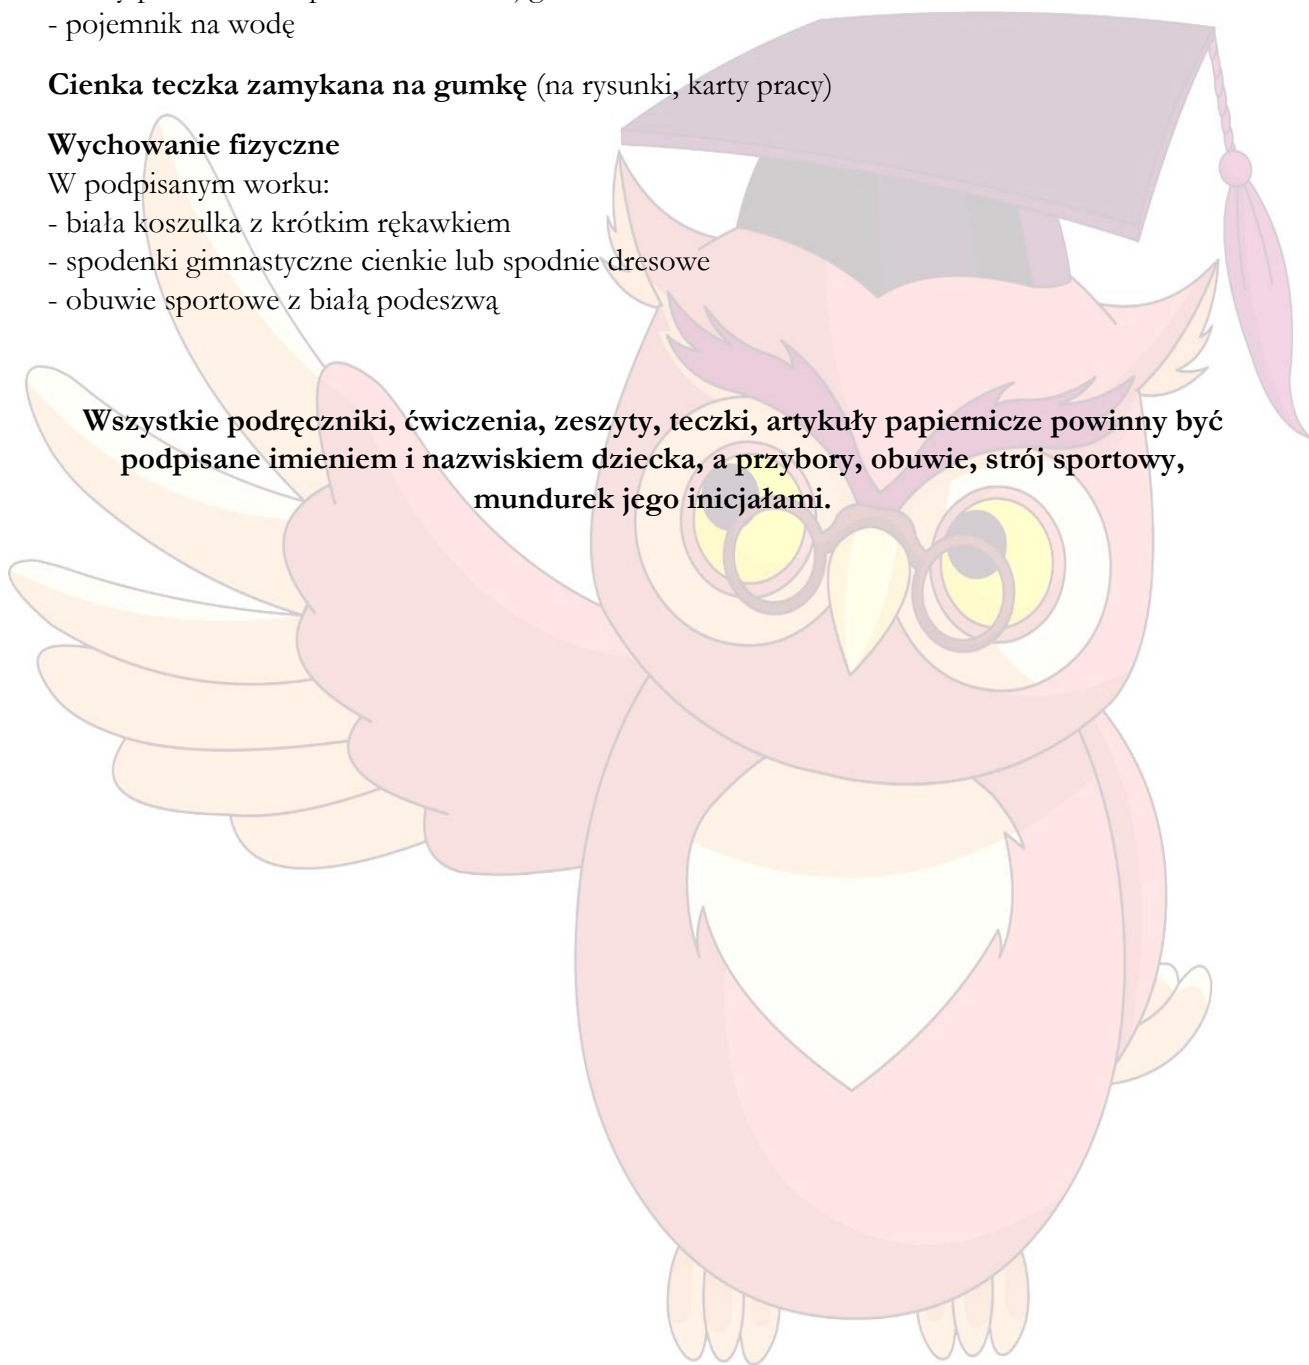 - pojemnik na wodę
Cienka teczka zamykana na gumkę (na rysunki, karty pracy)
Wychowanie fizyczne
W podpisanym worku:
- biała koszulka z krótkim rękawkiem
- spodenki gimnastyczne cienkie lub spodnie dresowe
- obuwie sportowe z białą podeszwą
Wszystkie podręczniki, ćwiczenia, zeszyty, teczki, artykuły papiernicze powinny być
podpisane imieniem i nazwiskiem dziecka, a przybory, obuwie, strój sportowy,
mundurek jego inicjałami.